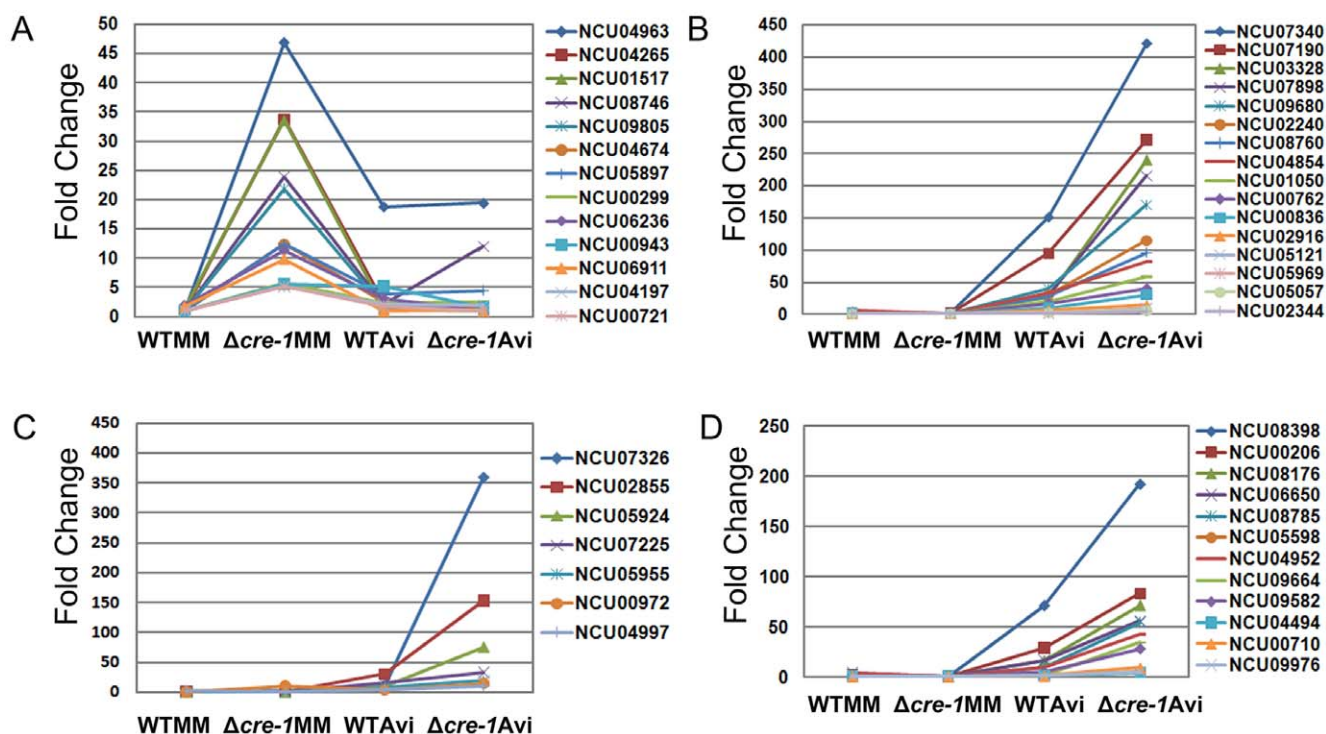 A
Fold Change
50
45
40
35
30
25
20
15
10
5
0
WTMM Δcre-1MM WTAvi Δcre-1Avi
NCU04963
NCU04265
NCU01517
NCU08746
NCU09805
NCU04674
NCU05897
NCU00299
NCU06236
NCU00943
NCU06911
NCU04197
NCU00721
B
Fold Change
450
400
350
300
250
200
150
100
50
0
WTMM Δcre-1MM WTAvi Δcre-1Avi
NCU07340
NCU07190
NCU03328
NCU07898
NCU09680
NCU02240
NCU08760
NCU04854
NCU01050
NCU00762
NCU00836
NCU02916
NCU05121
NCU05969
NCU05057
NCU02344
C
Fold Change
450
400
350
300
250
200
150
100
50
0
WTMM Δcre-1MM WTAvi Δcre-1Avi
NCU07326
NCU02855
NCU05924
NCU07225
NCU05955
NCU00972
NCU04997
D
Fold Change
250
200
150
100
50
0
WTMM Δcre-1MM WTAvi Δcre-1Avi
NCU08398
NCU00206
NCU08176
NCU06650
NCU08785
NCU05598
NCU04952
NCU09664
NCU09582
NCU04494
NCU00710
NCU09976